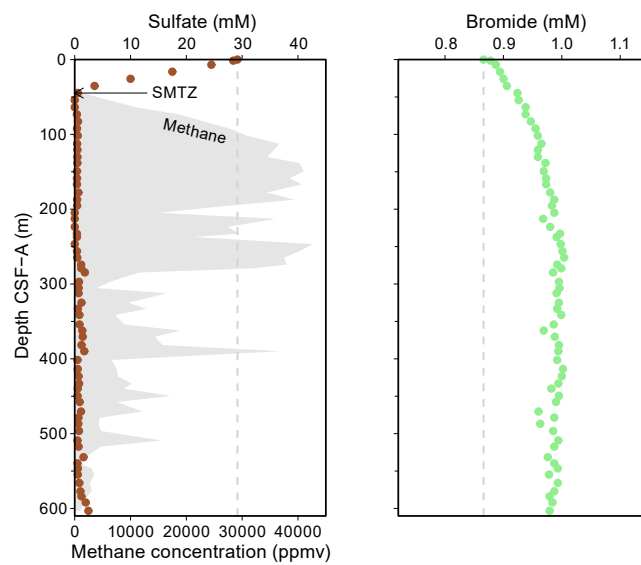 Sulfate (mM)
0 10 20 30 40
Bromide (mM)
0.8 0.9 1.0 1.1
0
100
200
300
400
500
600
Depth CSF−A (m)
SMTZ
Methane
0 10000 20000 30000 40000
Methane concentration (ppmv)